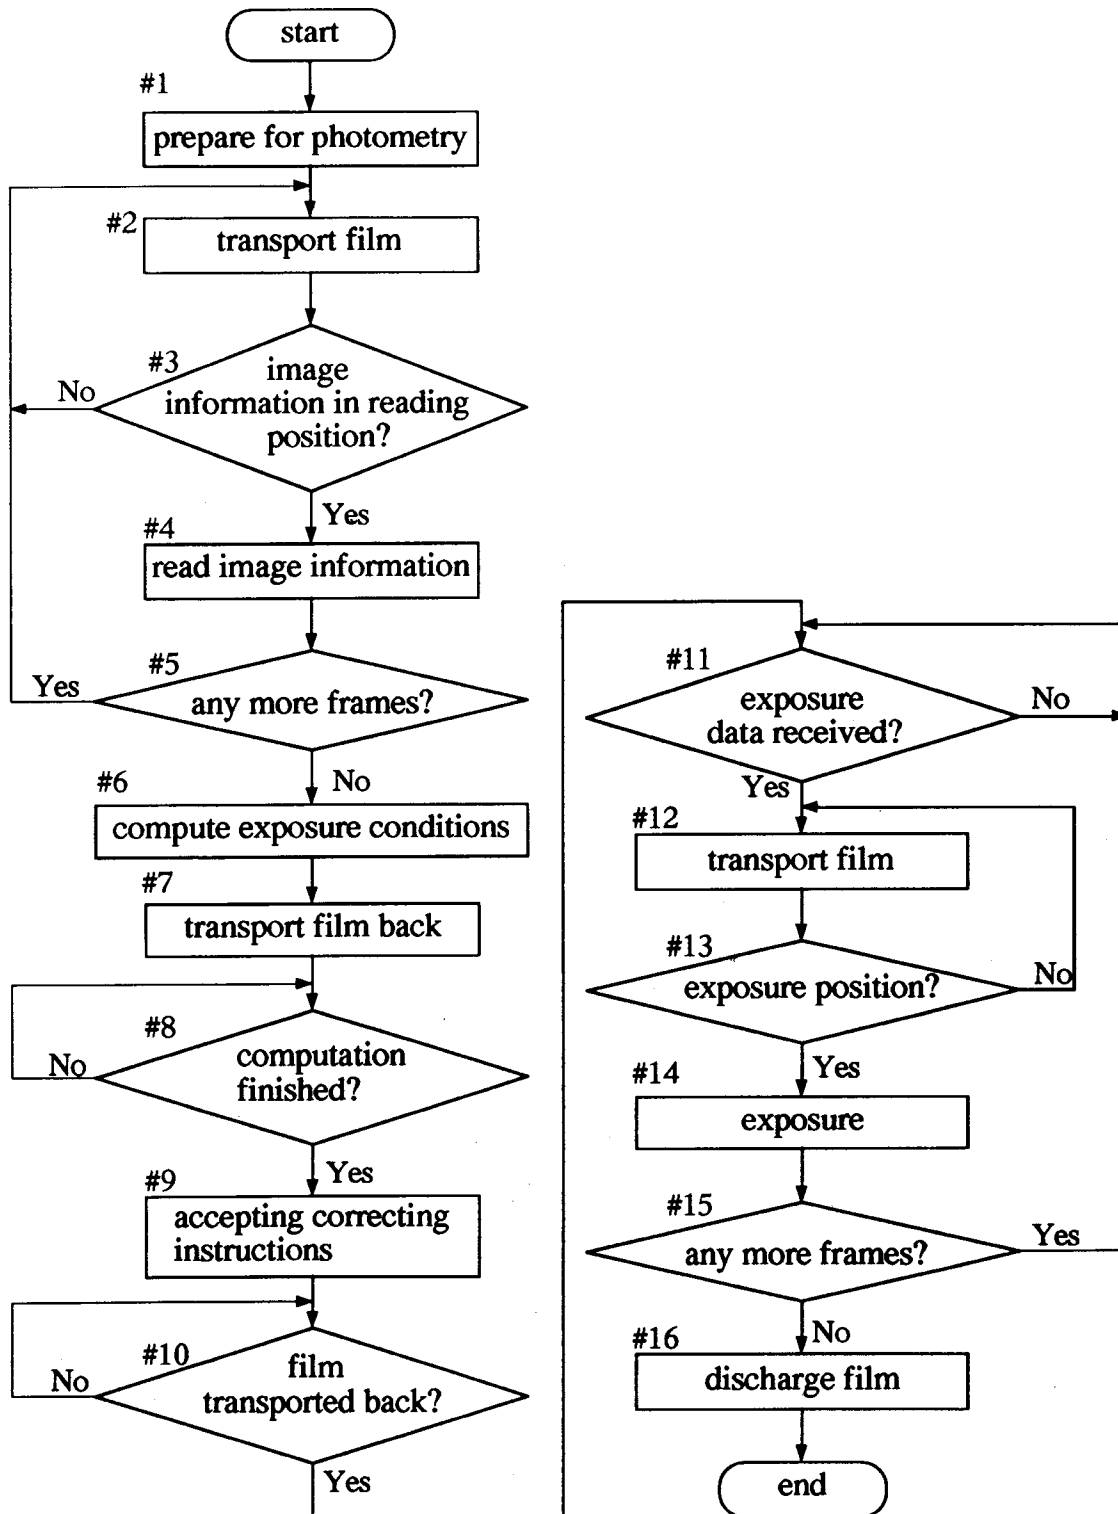 start
#1
prepare for photometry
#2
transport film
#3
image
information in reading
position?
No
Yes
#4
read image information
#5
any more frames?
Yes
No
#6
compute exposure conditions
#7
transport film back
#8
computation
finished?
No
Yes
#9
accepting correcting
instructions
#10
film
transported back?
No
Yes
#11
exposure
data received?
No
Yes
#12
transport film
#13
exposure position?
No
Yes
#14
exposure
#15
any more frames?
Yes
No
#16
discharge film
end